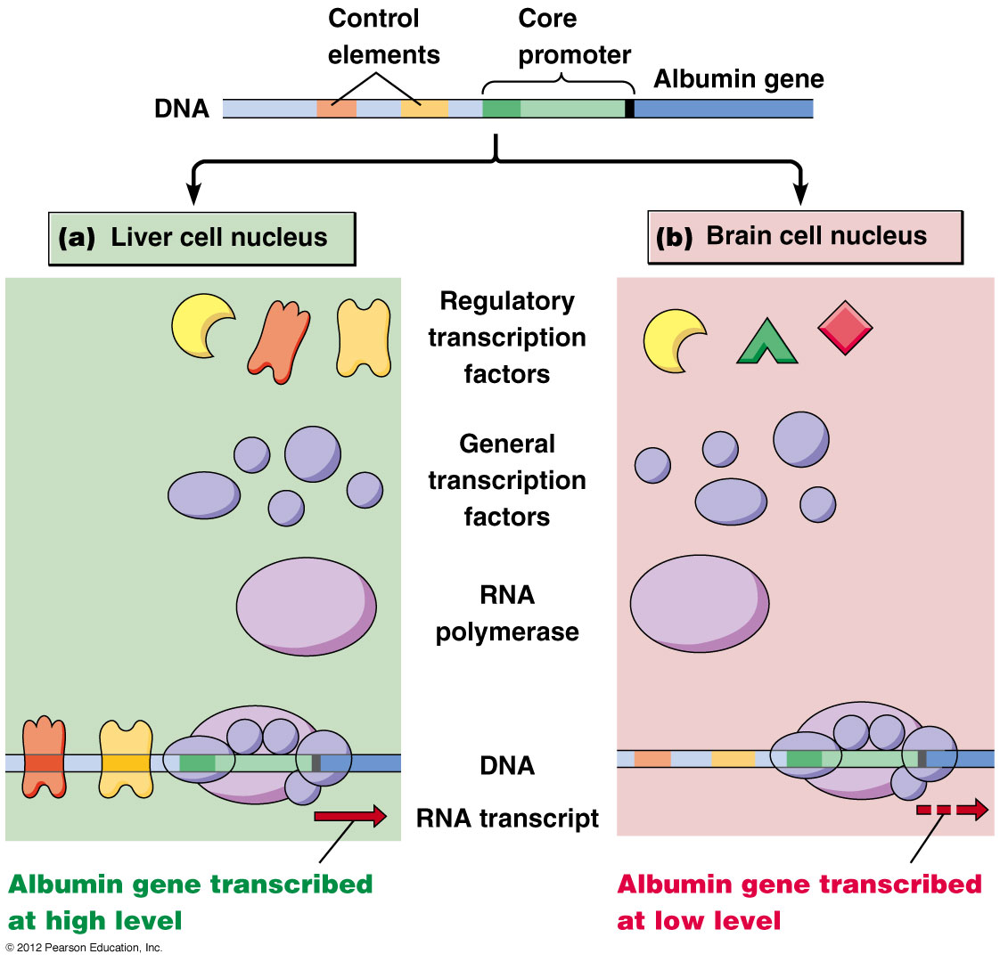 Control
elements
Core
promoter
Albumin gene
DNA
(a) Liver cell nucleus
(b) Brain cell nucleus
Regulatory
transcription
factors
General
transcription
factors
RNA
polymerase
DNA
RNA transcript
Albumin gene transcribed
at high level
Albumin gene transcribed
at low level
© 2012 Pearson Education, Inc.